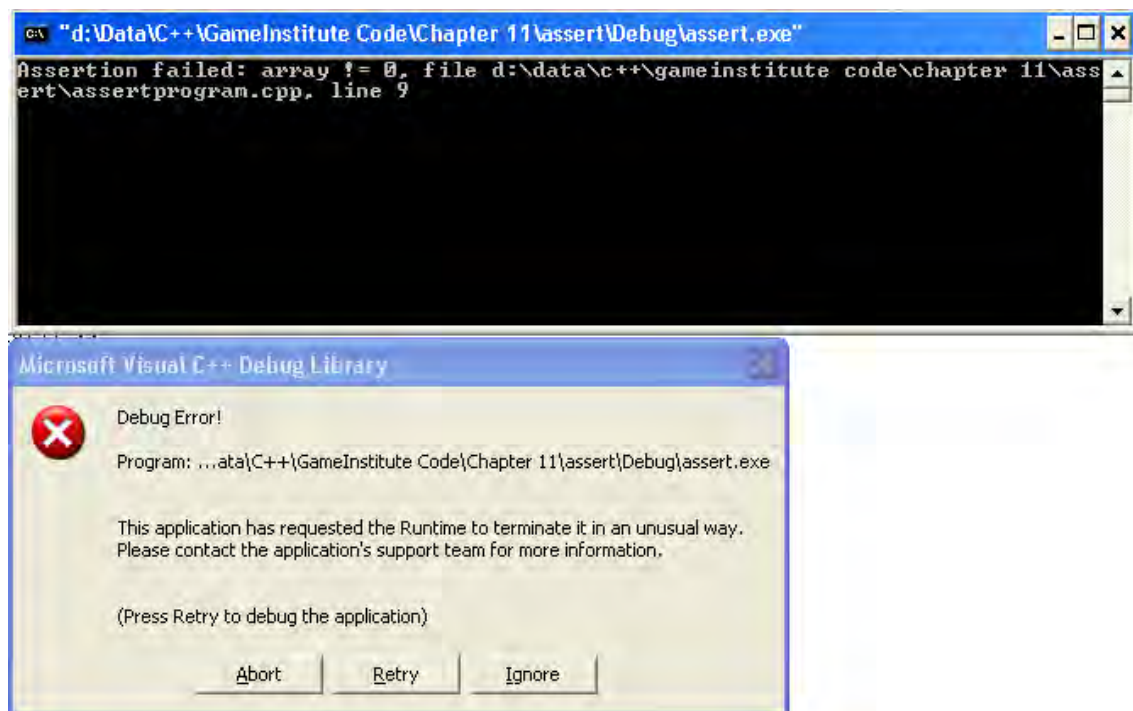 "d:\Data\C++\GameInstitute Code\Chapter 11\assert\Debug\assert.exe"
Assertion failed: array != 0, file d:\data\c++\gameinstitute code\chapter 11\ass
ert\assertprogram.cpp, line 9
Microsoft Visual C++ Debug Library
Debug Error!
Program: ...ata\C++\GameInstitute Code\Chapter 11\assert\Debug\assert.exe
This application has requested the Runtime to terminate it in an unusual way.
Please contact the application's support team for more information.
(Press Retry to debug the application)
Abort Retry Ignore